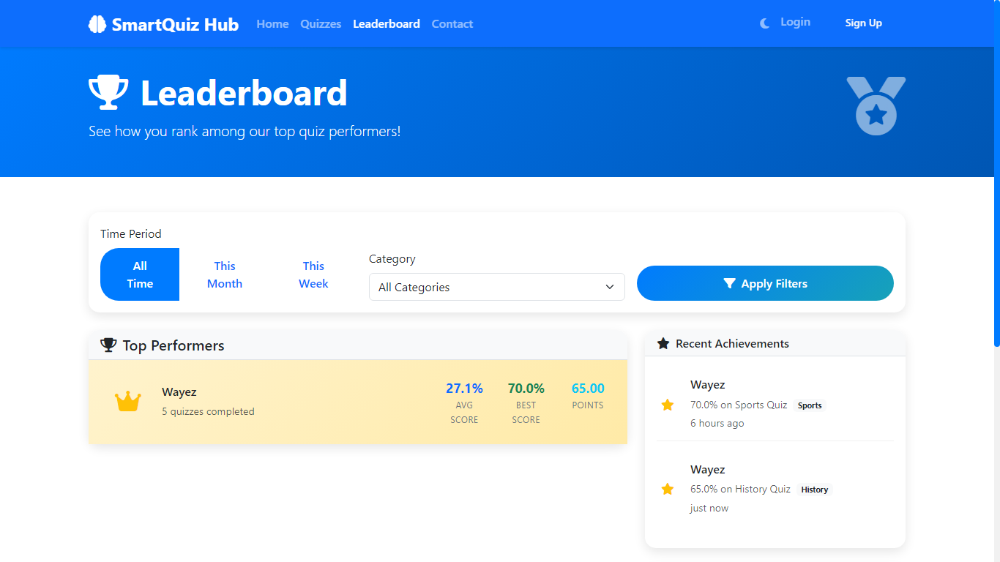 SmartQuiz Hub Home Quizzes Leaderboard Contact Login Sign Up
Leaderboard
See how you rank among our top quiz performers!
Time Period
All
Time
This
Month
This
Week
Category
All Categories
Apply Filters
Top Performers
Wayez
5 quizzes completed
27.1%
AVG
SCORE
70.0%
BEST
SCORE
65.00
POINTS
Recent Achievements
Wayez
70.0% on Sports Quiz Sports
6 hours ago
Wayez
65.0% on History Quiz History
just now